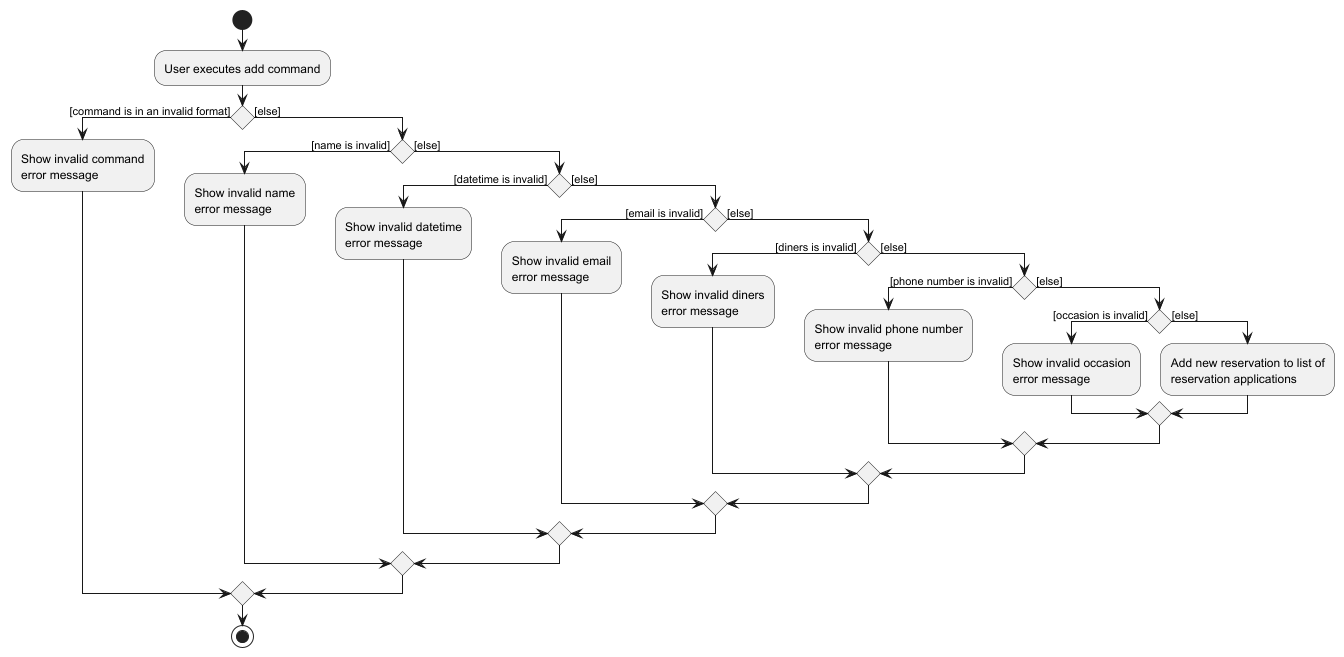 User executes add command
[command is in an invalid format]
[else]
Show invalid command
error message
[name is invalid]
[else]
Show invalid name
error message
[datetime is invalid]
[else]
Show invalid datetime
error message
[email is invalid]
[else]
Show invalid email
error message
[diners is invalid]
[else]
Show invalid diners
error message
[phone number is invalid]
[else]
Show invalid phone number
error message
[occasion is invalid]
[else]
Show invalid occasion
error message
Add new reservation to list of
reservation applications